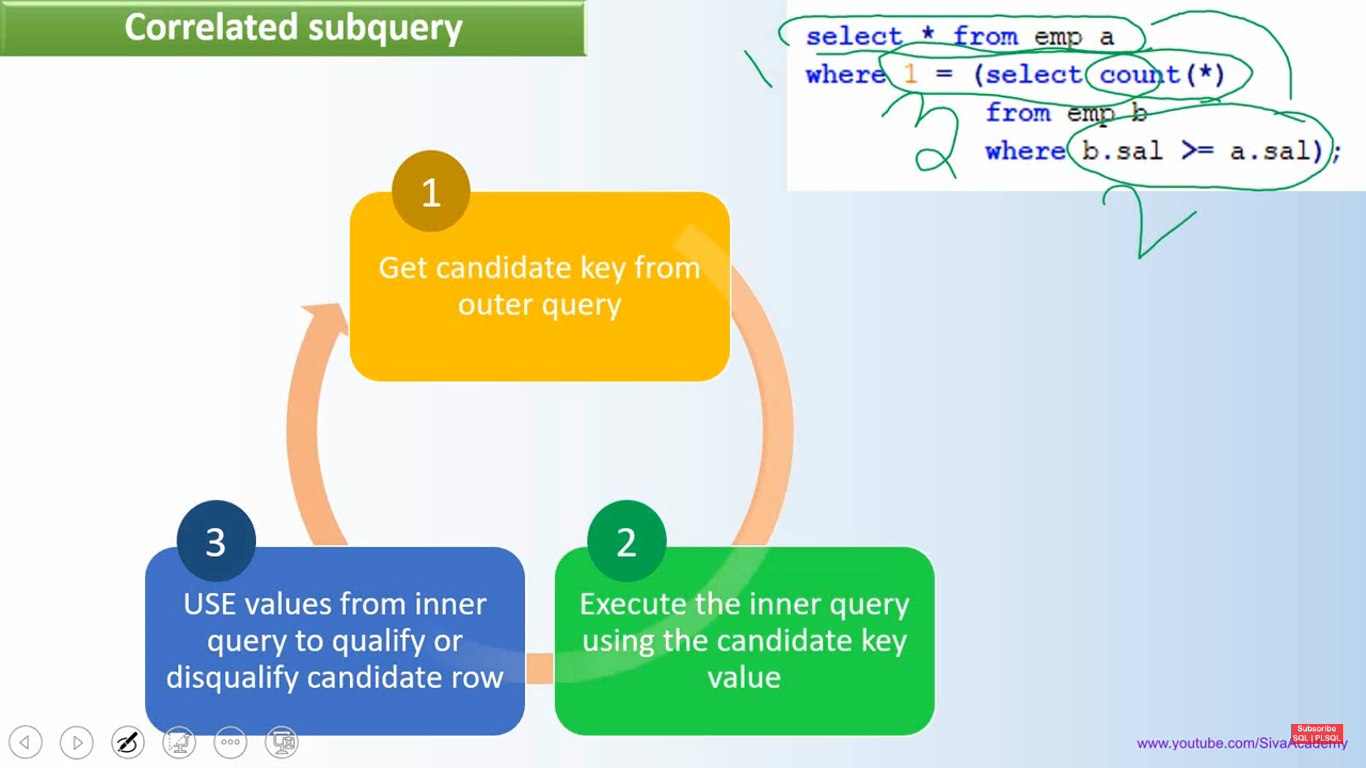 Correlated subquery
select * from emp a
where 1 = (select count(*)
from emp b
where b.sal >= a.sal);
1
3
2
1
Get candidate key from
outer query
3
USE values from inner
query to qualify or
disqualify candidate row
2
Execute the inner query
using the candidate key
value
Subscribe
SQL | PLSQL
www.youtube.com/SivaAcademy